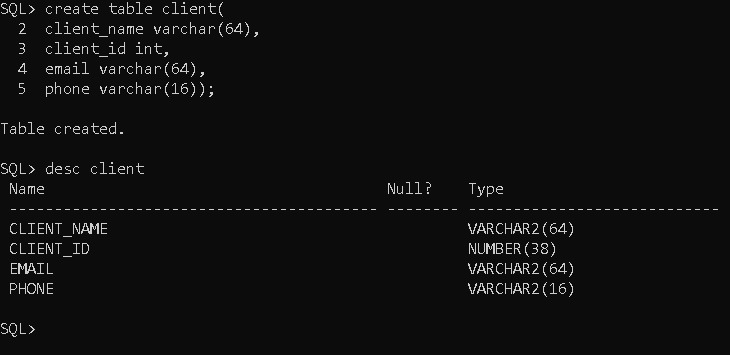 SQL> create table client(
  2  client_name varchar(64),
  3  client_id int,
  4  email varchar(64),
  5  phone varchar(16));
Table created.
SQL> desc client
 Name                                      Null?    Type
 ----------------------------------------- -------- ----------------------------
 CLIENT_NAME                                        VARCHAR2(64)
 CLIENT_ID                                          NUMBER(38)
 EMAIL                                              VARCHAR2(64)
 PHONE                                              VARCHAR2(16)
SQL>